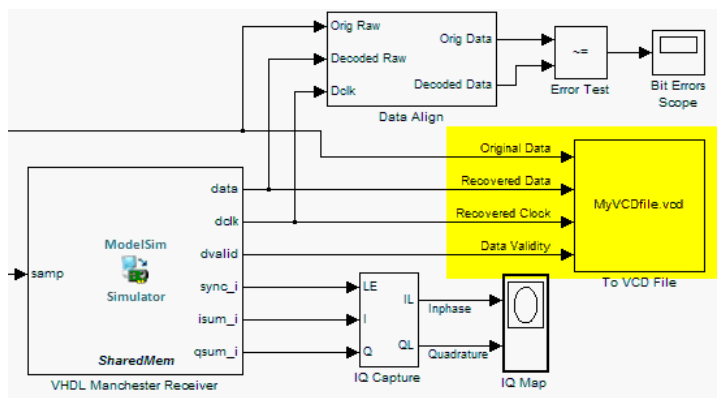 Orig Raw
Orig Data
Decoded Raw
Decoded Data
Dclk
Data Align
~=
Error Test
Bit Errors
Scope
Original Data
Recovered Data
Recovered Clock
Data Validity
MyVCDfile.vcd
To VCD File
samp
ModelSim
Simulator
SharedMem
data
dclk
dvalid
sync_i
isum_i
qsum_i
VHDL Manchester Receiver
LE
I
Q
IL
QL
IQ Capture
Inphase
Quadrature
IQ Map